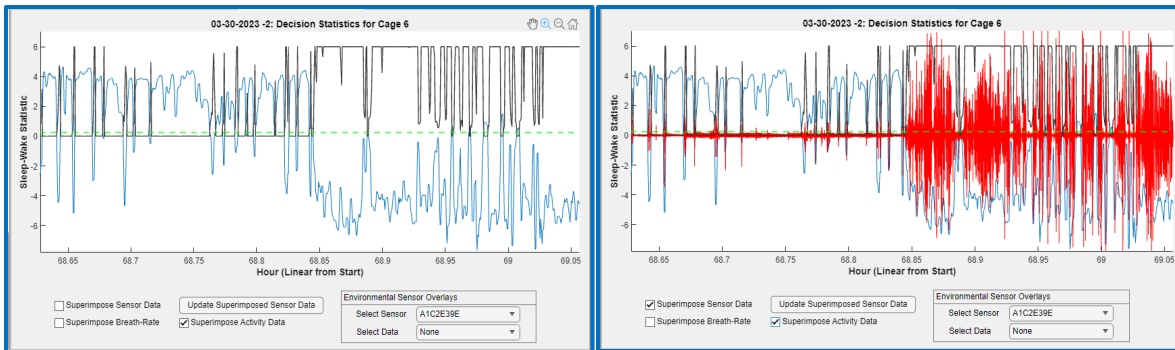 03-30-2023 -2: Decision Statistics for Cage 6
Sleep-Wake Statistic
6
4
2
0
-2
-4
-6
68.65
68.7
68.75
68.8
68.85
68.9
68.95
69
69.05
Hour (Linear from Start)
Superimpose Sensor Data
Update Superimposed Sensor Data
Superimpose Breath-Rate
Superimpose Activity Data
Environmental Sensor Overlays
Select Sensor
A1C2E39E
Select Data
None
03-30-2023 -2: Decision Statistics for Cage 6
Sleep-Wake Statistic
6
4
2
0
-2
-4
-6
68.65
68.7
68.75
68.8
68.85
68.9
68.95
69
69.05
Hour (Linear from Start)
Superimpose Sensor Data
Update Superimposed Sensor Data
Superimpose Breath-Rate
Superimpose Activity Data
Environmental Sensor Overlays
Select Sensor
A1C2E39E
Select Data
None